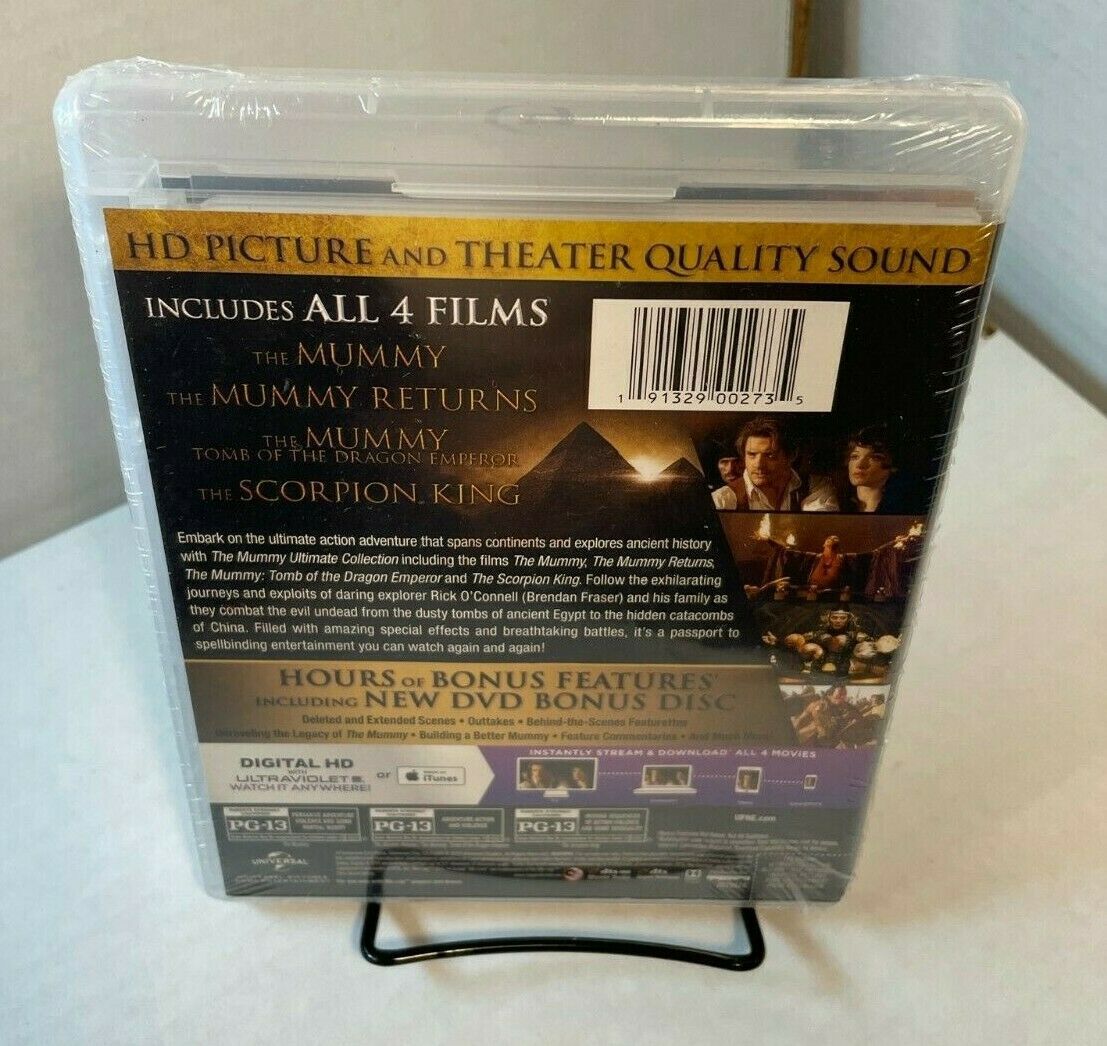 HD PICTURE AND THEATER QUALITY SOUND
INCLUDES ALL 4 FILMS
THE MUMMY
THE MUMMY RETURNS
THE MUMMY
TOMB OF THE DRAGON EMPEROR
THE SCORPION KING
1 91329 00273 5
Embark on the ultimate action adventure that spans continents and explores ancient history
with The Mummy Ultimate Collection including the films The Mummy, The Mummy Returns,
The Mummy: Tomb of the Dragon Emperor and The Scorpion King. Follow the exhilarating
journeys and exploits of daring explorer Rick O'Connell (Brendan Fraser) and his family as
they combat the evil undead from the dusty tombs of ancient Egypt to the hidden catacombs
of China. Filled with amazing special effects and breathtaking battles, it's a passport to
spellbinding entertainment you can watch again and again!
HOURS OF BONUS FEATURES*
INCLUDING NEW DVD BONUS DISC
Deleted and Extended Scenes • Outtakes • Behind-the-Scenes Featurettes
Unraveling the Legacy of The Mummy • Building a Better Mummy • Feature Commentaries • And Much More!
INSTANTLY STREAM & DOWNLOAD ALL 4 MOVIES
DIGITAL HD
WITH
ULTRAVIOLET
WATCH IT ANYWHERE!
or
iTunes
UPHE.com
PG-13
PG-13
ADVENTURE ACTION
AND VIOLENCE
PG-13
UNIVERSAL
dts
dts